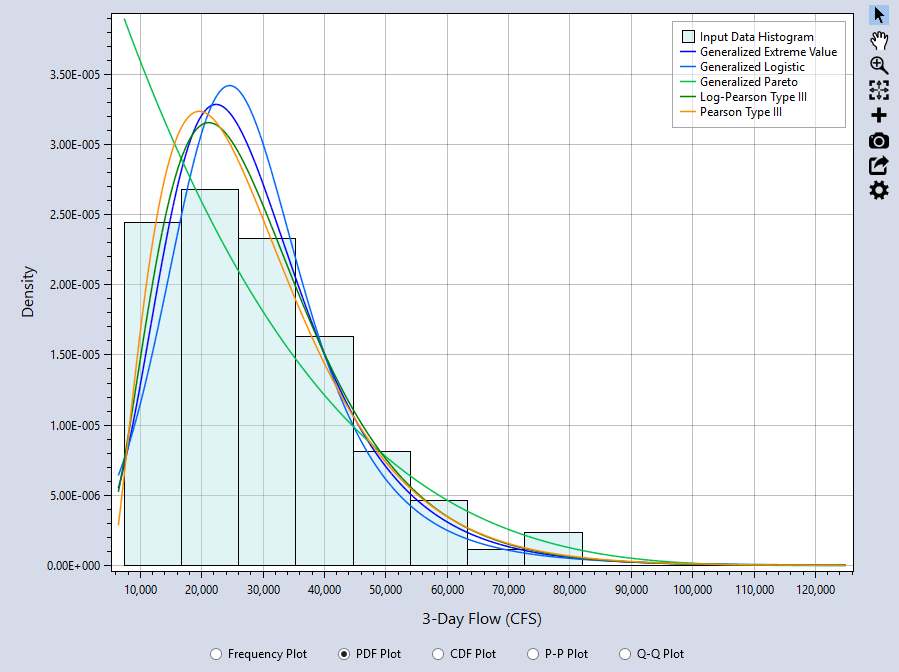 Input Data Histogram
Generalized Extreme Value
Generalized Logistic
Generalized Pareto
Log-Pearson Type III
Pearson Type III
Density
3.50E-005
3.00E-005
2.50E-005
2.00E-005
1.50E-005
1.00E-005
5.00E-006
0.00E+000
10,000 20,000 30,000 40,000 50,000 60,000 70,000 80,000 90,000 100,000 110,000 120,000
3-Day Flow (CFS)
Frequency Plot PDF Plot CDF Plot P-P Plot Q-Q Plot